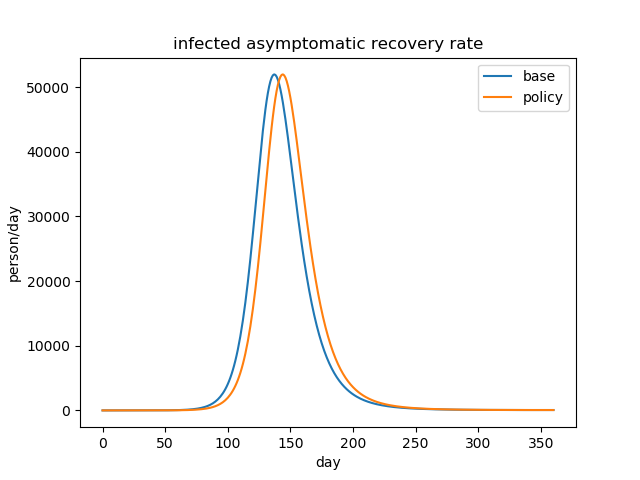 infected asymptomatic recovery rate
base
policy
person/day
50000
40000
30000
20000
10000
0
0 50 100 150 200 250 300 350
day